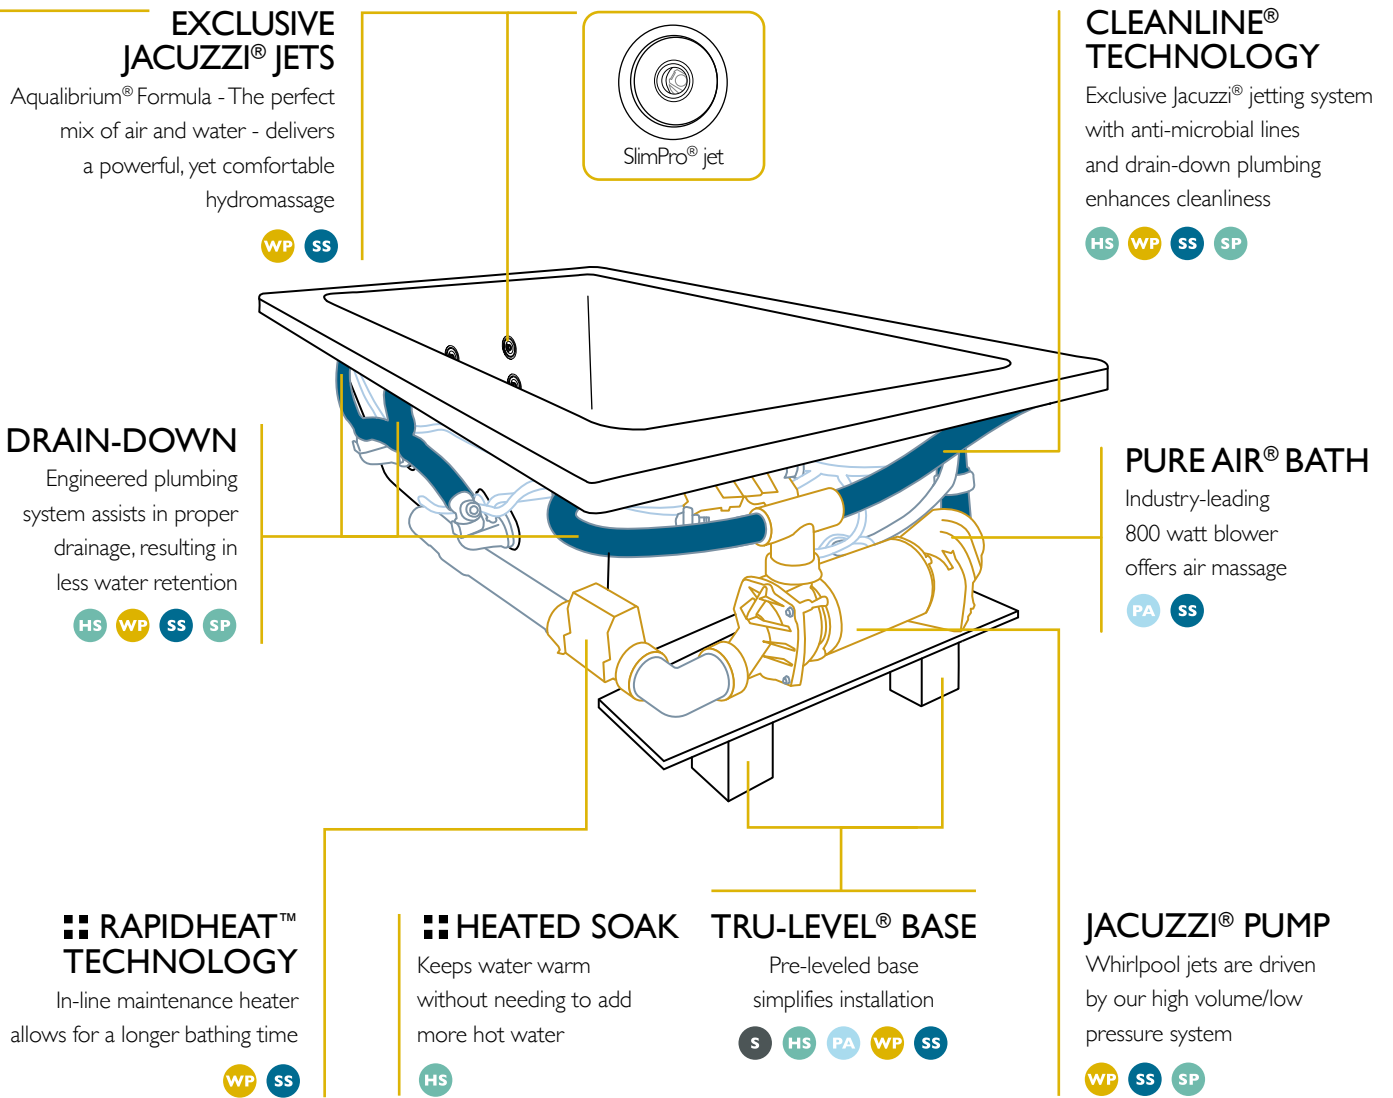 EXCLUSIVE
JACUZZI® JETS
Aqualibrium® Formula - The perfect
mix of air and water - delivers
a powerful, yet comfortable
hydromassage
WP SS
SlimPro® jet
CLEANLINE®
TECHNOLOGY
Exclusive Jacuzzi® jetting system
with anti-microbial lines
and drain-down plumbing
enhances cleanliness
HS WP SS SP
DRAIN-DOWN
Engineered plumbing
system assists in proper
drainage, resulting in
less water retention
HS WP SS SP
PURE AIR® BATH
Industry-leading
800 watt blower
offers air massage
PA SS
RAPIDHEAT™
TECHNOLOGY
In-line maintenance heater
allows for a longer bathing time
WP SS
HEATED SOAK
Keeps water warm
without needing to add
more hot water
HS
TRU-LEVEL® BASE
Pre-leveled base
simplifies installation
S HS PA WP SS
JACUZZI® PUMP
Whirlpool jets are driven
by our high volume/low
pressure system
WP SS SP